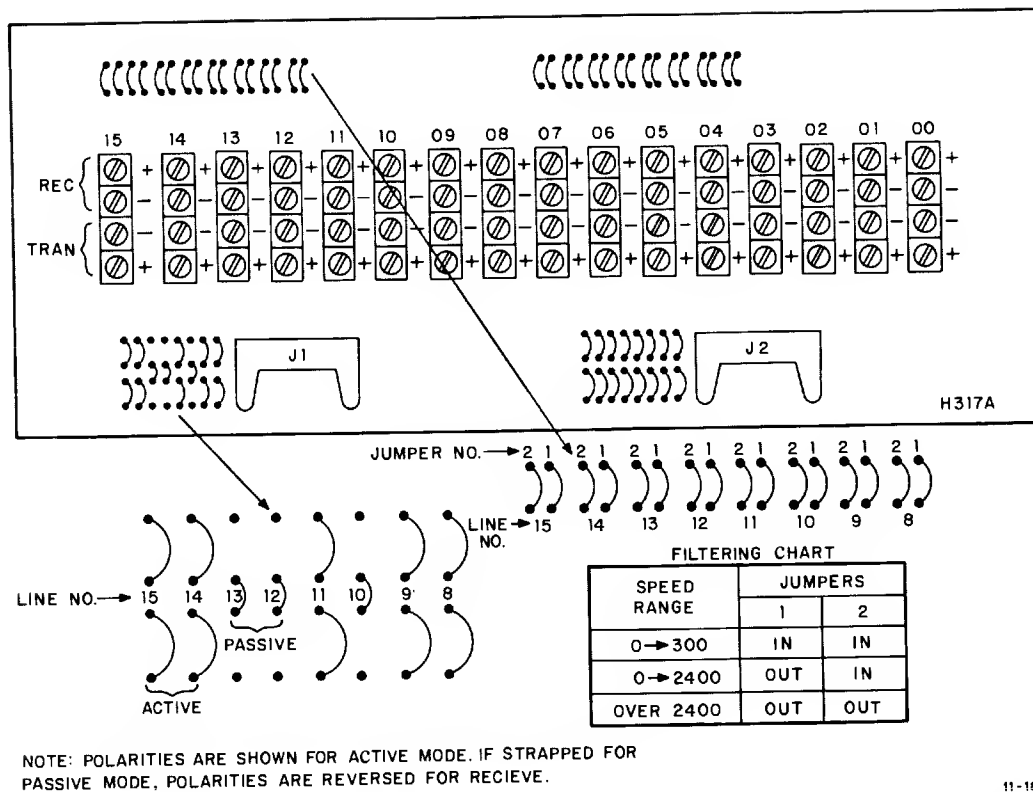 15 14 13 12 11 10 09 08 07 06 05 04 03 02 01 00
REC + + + + + + + + + + + + + + + +
- - - - - - - - - - - - - - - -
TRAN - - - - - - - - - - - - - - - -
+ + + + + + + + + + + + + + + +
J1 J2
H317A
JUMPER NO. 2 1 2 1 2 1 2 1 2 1 2 1 2 1 2 1
LINE NO. 15 14 13 12 11 10 9 8
LINE NO. 15 14 13 12 11 10 9 8
PASSIVE
ACTIVE
FILTERING CHART
SPEED RANGE JUMPERS
1 2
0→300 IN IN
0→2400 OUT IN
OVER 2400 OUT OUT
NOTE: POLARITIES ARE SHOWN FOR ACTIVE MODE. IF STRAPPED FOR
PASSIVE MODE, POLARITIES ARE REVERSED FOR RECIEVE.